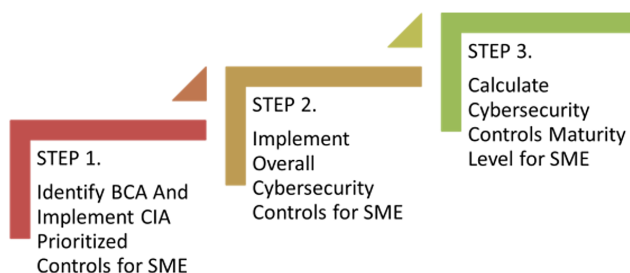 STEP 1.
Identify BCA And
Implement CIA
Prioritized
Controls for SME
STEP 2.
Implement
Overall
Cybersecurity
Controls for SME
STEP 3.
Calculate
Cybersecurity
Controls Maturity
Level for SME